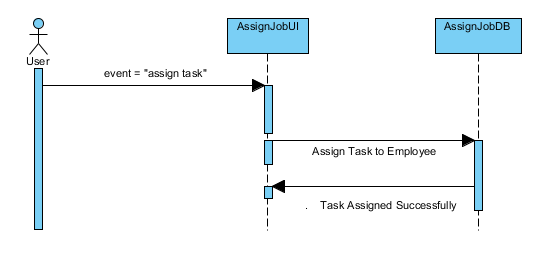 AssignJobUI
AssignJobDB
User
event = "assign task"
Assign Task to Employee
. Task Assigned Successfully